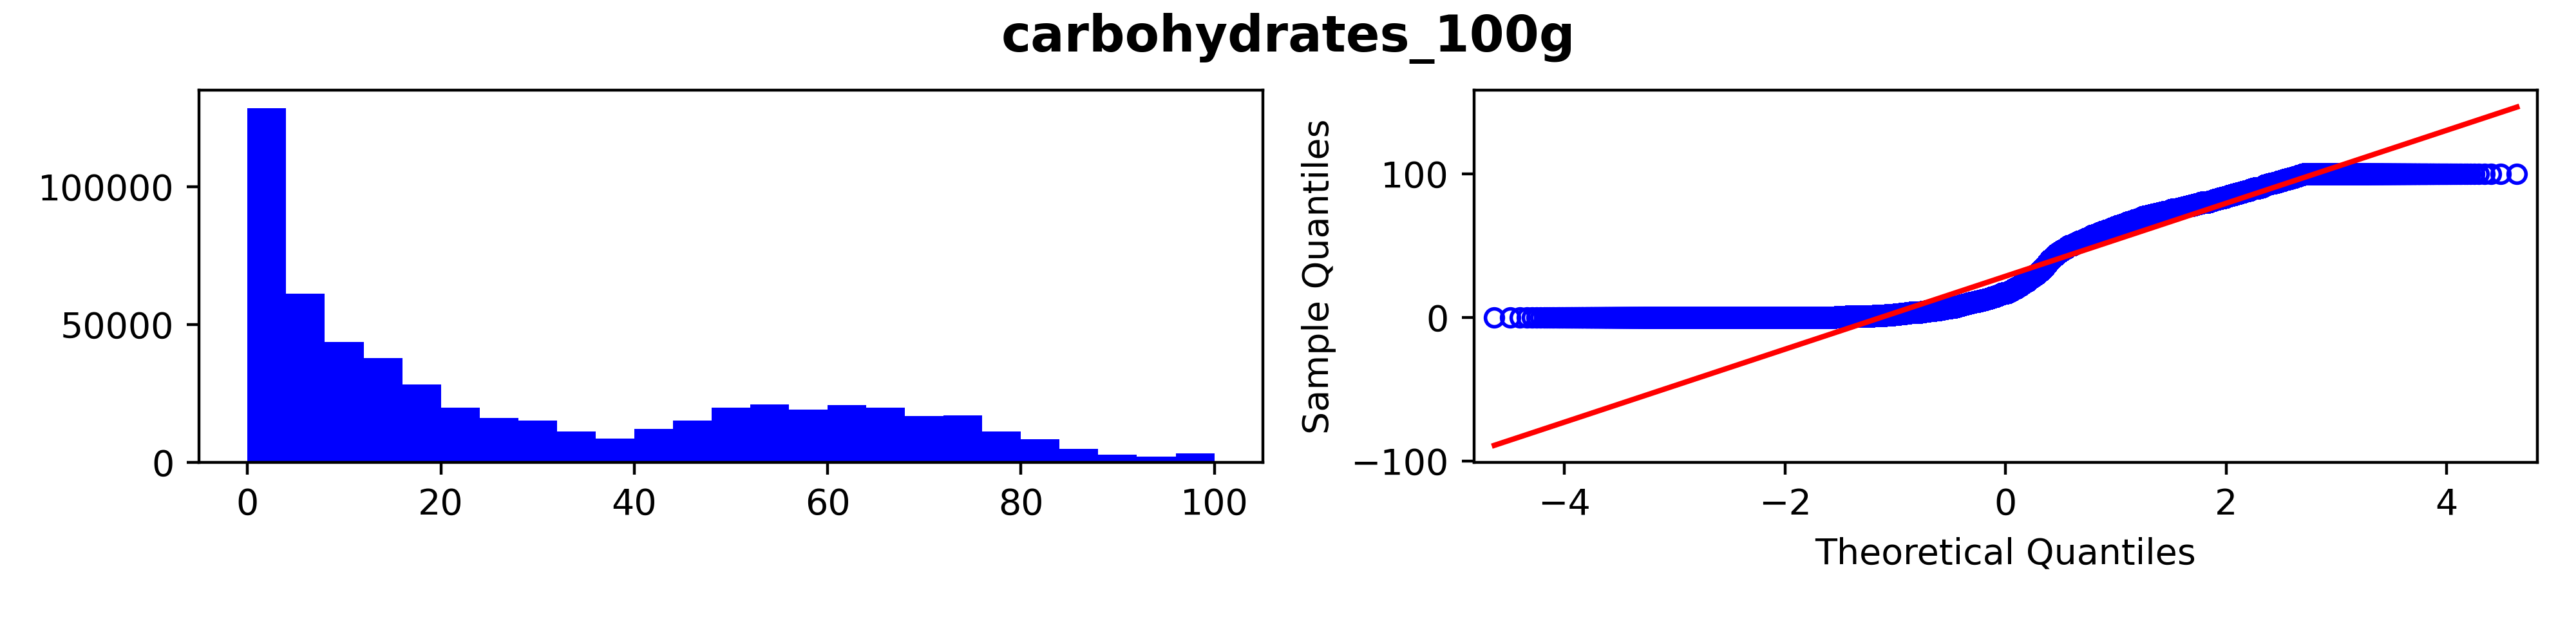 carbohydrates_100g
100000
50000
0
0 20 40 60 80 100
Sample Quantiles
100
0
−100
−4 −2 0 2 4
Theoretical Quantiles